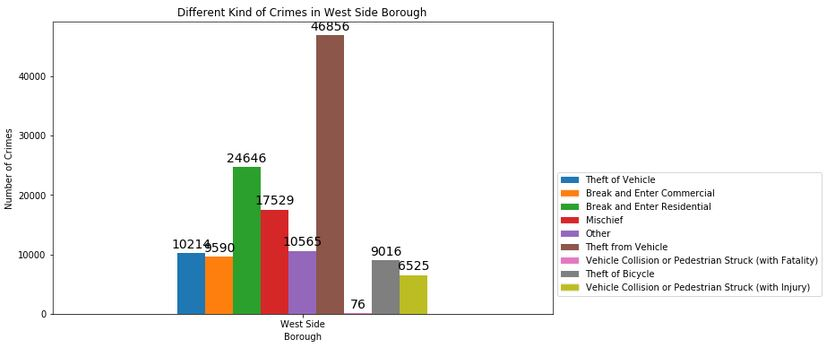 Different Kind of Crimes in West Side Borough
46856
40000
30000
24646
20000
17529
10214
9590
10565
9016
6525
10000
76
0
Number of Crimes
West Side
Borough
Theft of Vehicle
Break and Enter Commercial
Break and Enter Residential
Mischief
Other
Theft from Vehicle
Vehicle Collision or Pedestrian Struck (with Fatality)
Theft of Bicycle
Vehicle Collision or Pedestrian Struck (with Injury)